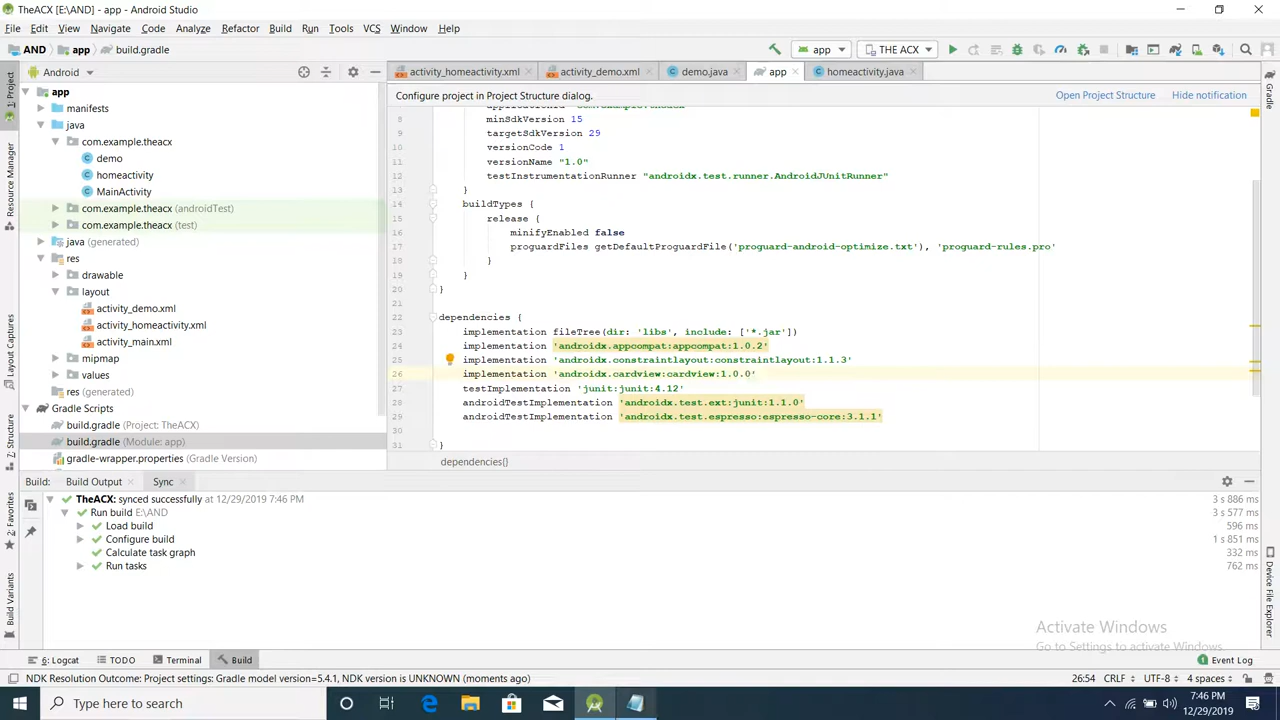 TheACX [E:\AND] - app - Android Studio
File Edit View Navigate Code Analyze Refactor Build Run Tools VCS Window Help
AND app build.gradle
app THE ACX
Android
activity_homeactivity.xml activity_demo.xml demo.java app homeactivity.java
Configure project in Project Structure dialog. Open Project Structure Hide notification
1: Project
Resource Manager
Layout Captures
Z: Structure
2: Favorites
Build Variants
Gradle
Device File Explorer
app
manifests
java
com.example.theacx
demo
homeactivity
MainActivity
com.example.theacx (androidTest)
com.example.theacx (test)
java (generated)
res
drawable
layout
activity_demo.xml
activity_homeactivity.xml
activity_main.xml
mipmap
values
res (generated)
Gradle Scripts
build.gradle (Project: TheACX)
build.gradle (Module: app)
gradle-wrapper.properties (Gradle Version)
8 minSdkVersion 15
9 targetSdkVersion 29
10 versionCode 1
11 versionName "1.0"
12 testInstrumentationRunner "androidx.test.runner.AndroidJUnitRunner"
13 }
14 buildTypes {
15 release {
16 minifyEnabled false
17 proguardFiles getDefaultProguardFile('proguard-android-optimize.txt'), 'proguard-rules.pro'
18 }
19 }
20 }
21
22 dependencies {
23 implementation fileTree(dir: 'libs', include: ['*.jar'])
24 implementation 'androidx.appcompat:appcompat:1.0.2'
25 implementation 'androidx.constraintlayout:constraintlayout:1.1.3'
26 implementation 'androidx.cardview:cardview:1.0.0'
27 testImplementation 'junit:junit:4.12'
28 androidTestImplementation 'androidx.test.ext:junit:1.1.0'
29 androidTestImplementation 'androidx.test.espresso:espresso-core:3.1.1'
30
31 }
dependencies{}
Build: Build Output Sync
TheACX: synced successfully at 12/29/2019 7:46 PM 3 s 886 ms
Run build E:\AND 3 s 577 ms
Load build 596 ms
Configure build 1 s 851 ms
Calculate task graph 332 ms
Run tasks 762 ms
Activate Windows
Go to Settings to activate Windows.
6: Logcat TODO Terminal Build Event Log
NDK Resolution Outcome: Project settings: Gradle model version=5.4.1, NDK version is UNKNOWN (moments ago) 26:54 CRLF UTF-8 4 spaces
Type here to search
7:46 PM
12/29/2019